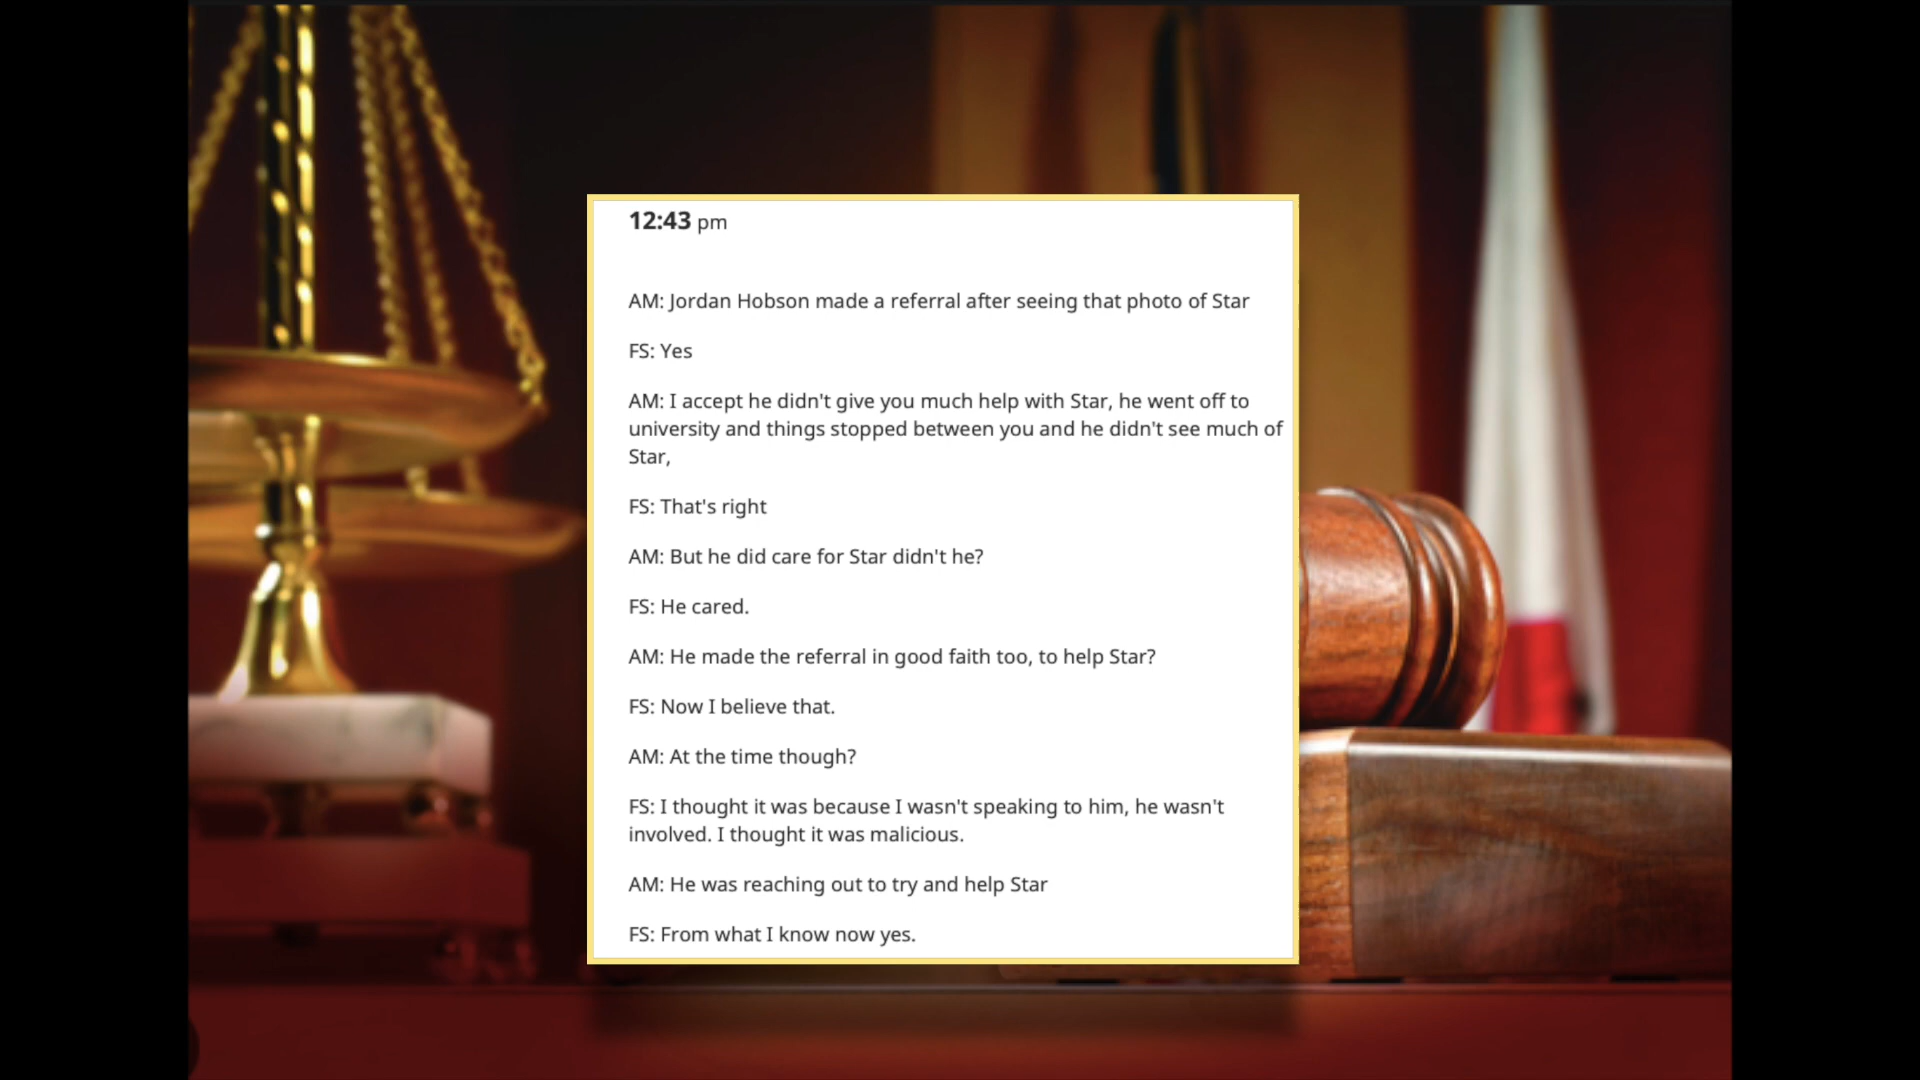 12:43 pm
AM: Jordan Hobson made a referral after seeing that photo of Star
FS: Yes
AM: I accept he didn't give you much help with Star, he went off to
university and things stopped between you and he didn't see much of
Star,
FS: That's right
AM: But he did care for Star didn't he?
FS: He cared.
AM: He made the referral in good faith too, to help Star?
FS: Now I believe that.
AM: At the time though?
FS: I thought it was because I wasn't speaking to him, he wasn't
involved. I thought it was malicious.
AM: He was reaching out to try and help Star
FS: From what I know now yes.